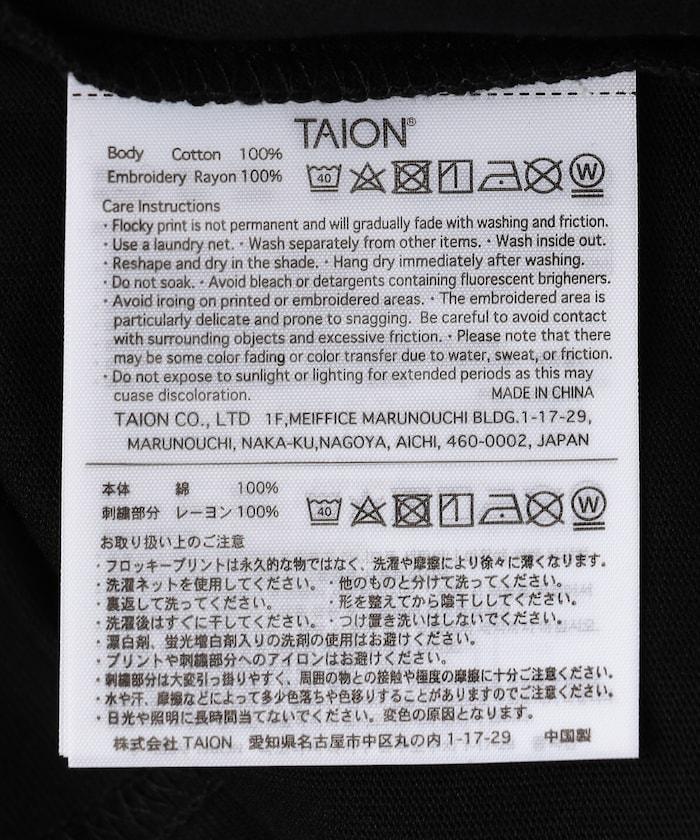 TAION®
Body Cotton 100%
Embroidery Rayon 100%
40
W
Care Instructions
・Flocky print is not permanent and will gradually fade with washing and friction.
・Use a laundry net. ・Wash separately from other items. ・Wash inside out.
・Reshape and dry in the shade. ・Hang dry immediately after washing.
・Do not soak. ・Avoid bleach or detargents containing fluorescent brigheners.
・Avoid iroing on printed or embroidered areas. ・The embroidered area is
particularly delicate and prone to snagging. Be careful to avoid contact
with surrounding objects and excessive friction. ・Please note that there
may be some color fading or color transfer due to water, sweat, or friction.
・Do not expose to sunlight or lighting for extended periods as this may
cuase discoloration. MADE IN CHINA
TAION CO., LTD 1F,MEIFFICE MARUNOUCHI BLDG.1-17-29,
MARUNOUCHI, NAKA-KU,NAGOYA, AICHI, 460-0002, JAPAN
本体 綿 100%
刺繍部分 レーヨン 100%
40
W
お取り扱い上のご注意
・フロッキープリントは永久的な物ではなく、洗濯や摩擦により徐々に薄くなります。
・洗濯ネットを使用してください。・他のものと分けて洗ってください。
・裏返して洗ってください。 ・形を整えてから陰干ししてください。
・洗濯後はすぐに干してください。・つけ置き洗いはしないでください。
・漂白剤、蛍光増白剤入りの洗剤の使用はお避けください。
・プリントや刺繍部分へのアイロンはお避けください。
・刺繍部分は大変引っ掛りやすく、周囲の物との接触や極度の摩擦に十分ご注意ください。
・水や汗、摩擦などによって多少色落ちや色移りすることがありますのでご注意ください。
・日光や照明に長時間当てないでください。変色の原因となります。
株式会社 TAION 愛知県名古屋市中区丸の内 1-17-29 中国製